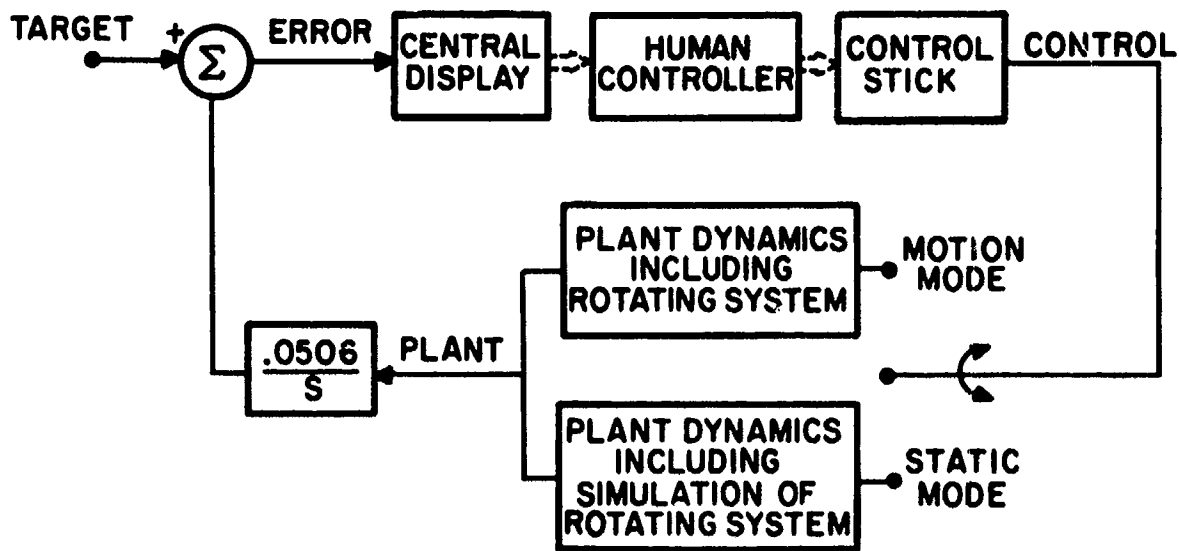 TARGET
+
Σ
ERROR
CENTRAL
DISPLAY
HUMAN
CONTROLLER
CONTROL
STICK
CONTROL
PLANT DYNAMICS
INCLUDING
ROTATING SYSTEM
MOTION
MODE
.0506
S
PLANT
PLANT DYNAMICS
INCLUDING
SIMULATION OF
ROTATING SYSTEM
STATIC
MODE